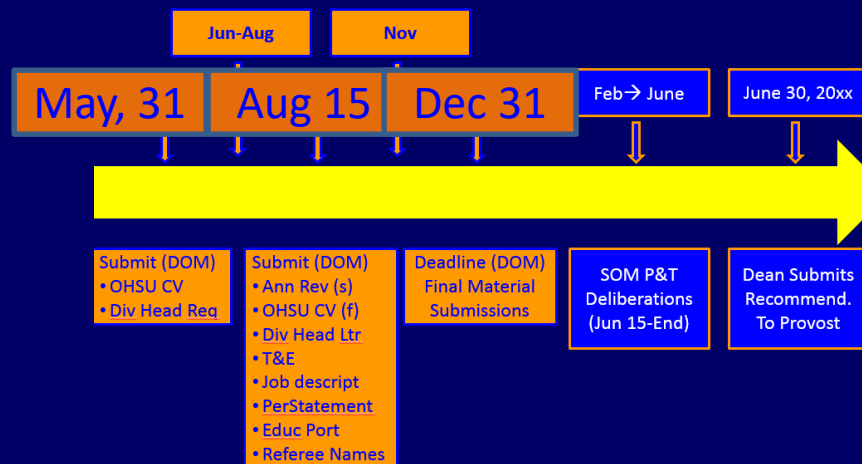 Jun-Aug
Nov
May, 31
Aug 15
Dec 31
Feb→ June
June 30, 20xx
Submit (DOM)
• OHSU CV
• Div Head Req
Submit (DOM)
• Ann Rev (s)
• OHSU CV (f)
• Div Head Ltr
• T&E
• Job descript
• PerStatement
• Educ Port
• Referee Names
Deadline (DOM)
Final Material
Submissions
SOM P&T
Deliberations
(Jun 15-End)
Dean Submits
Recommend.
To Provost